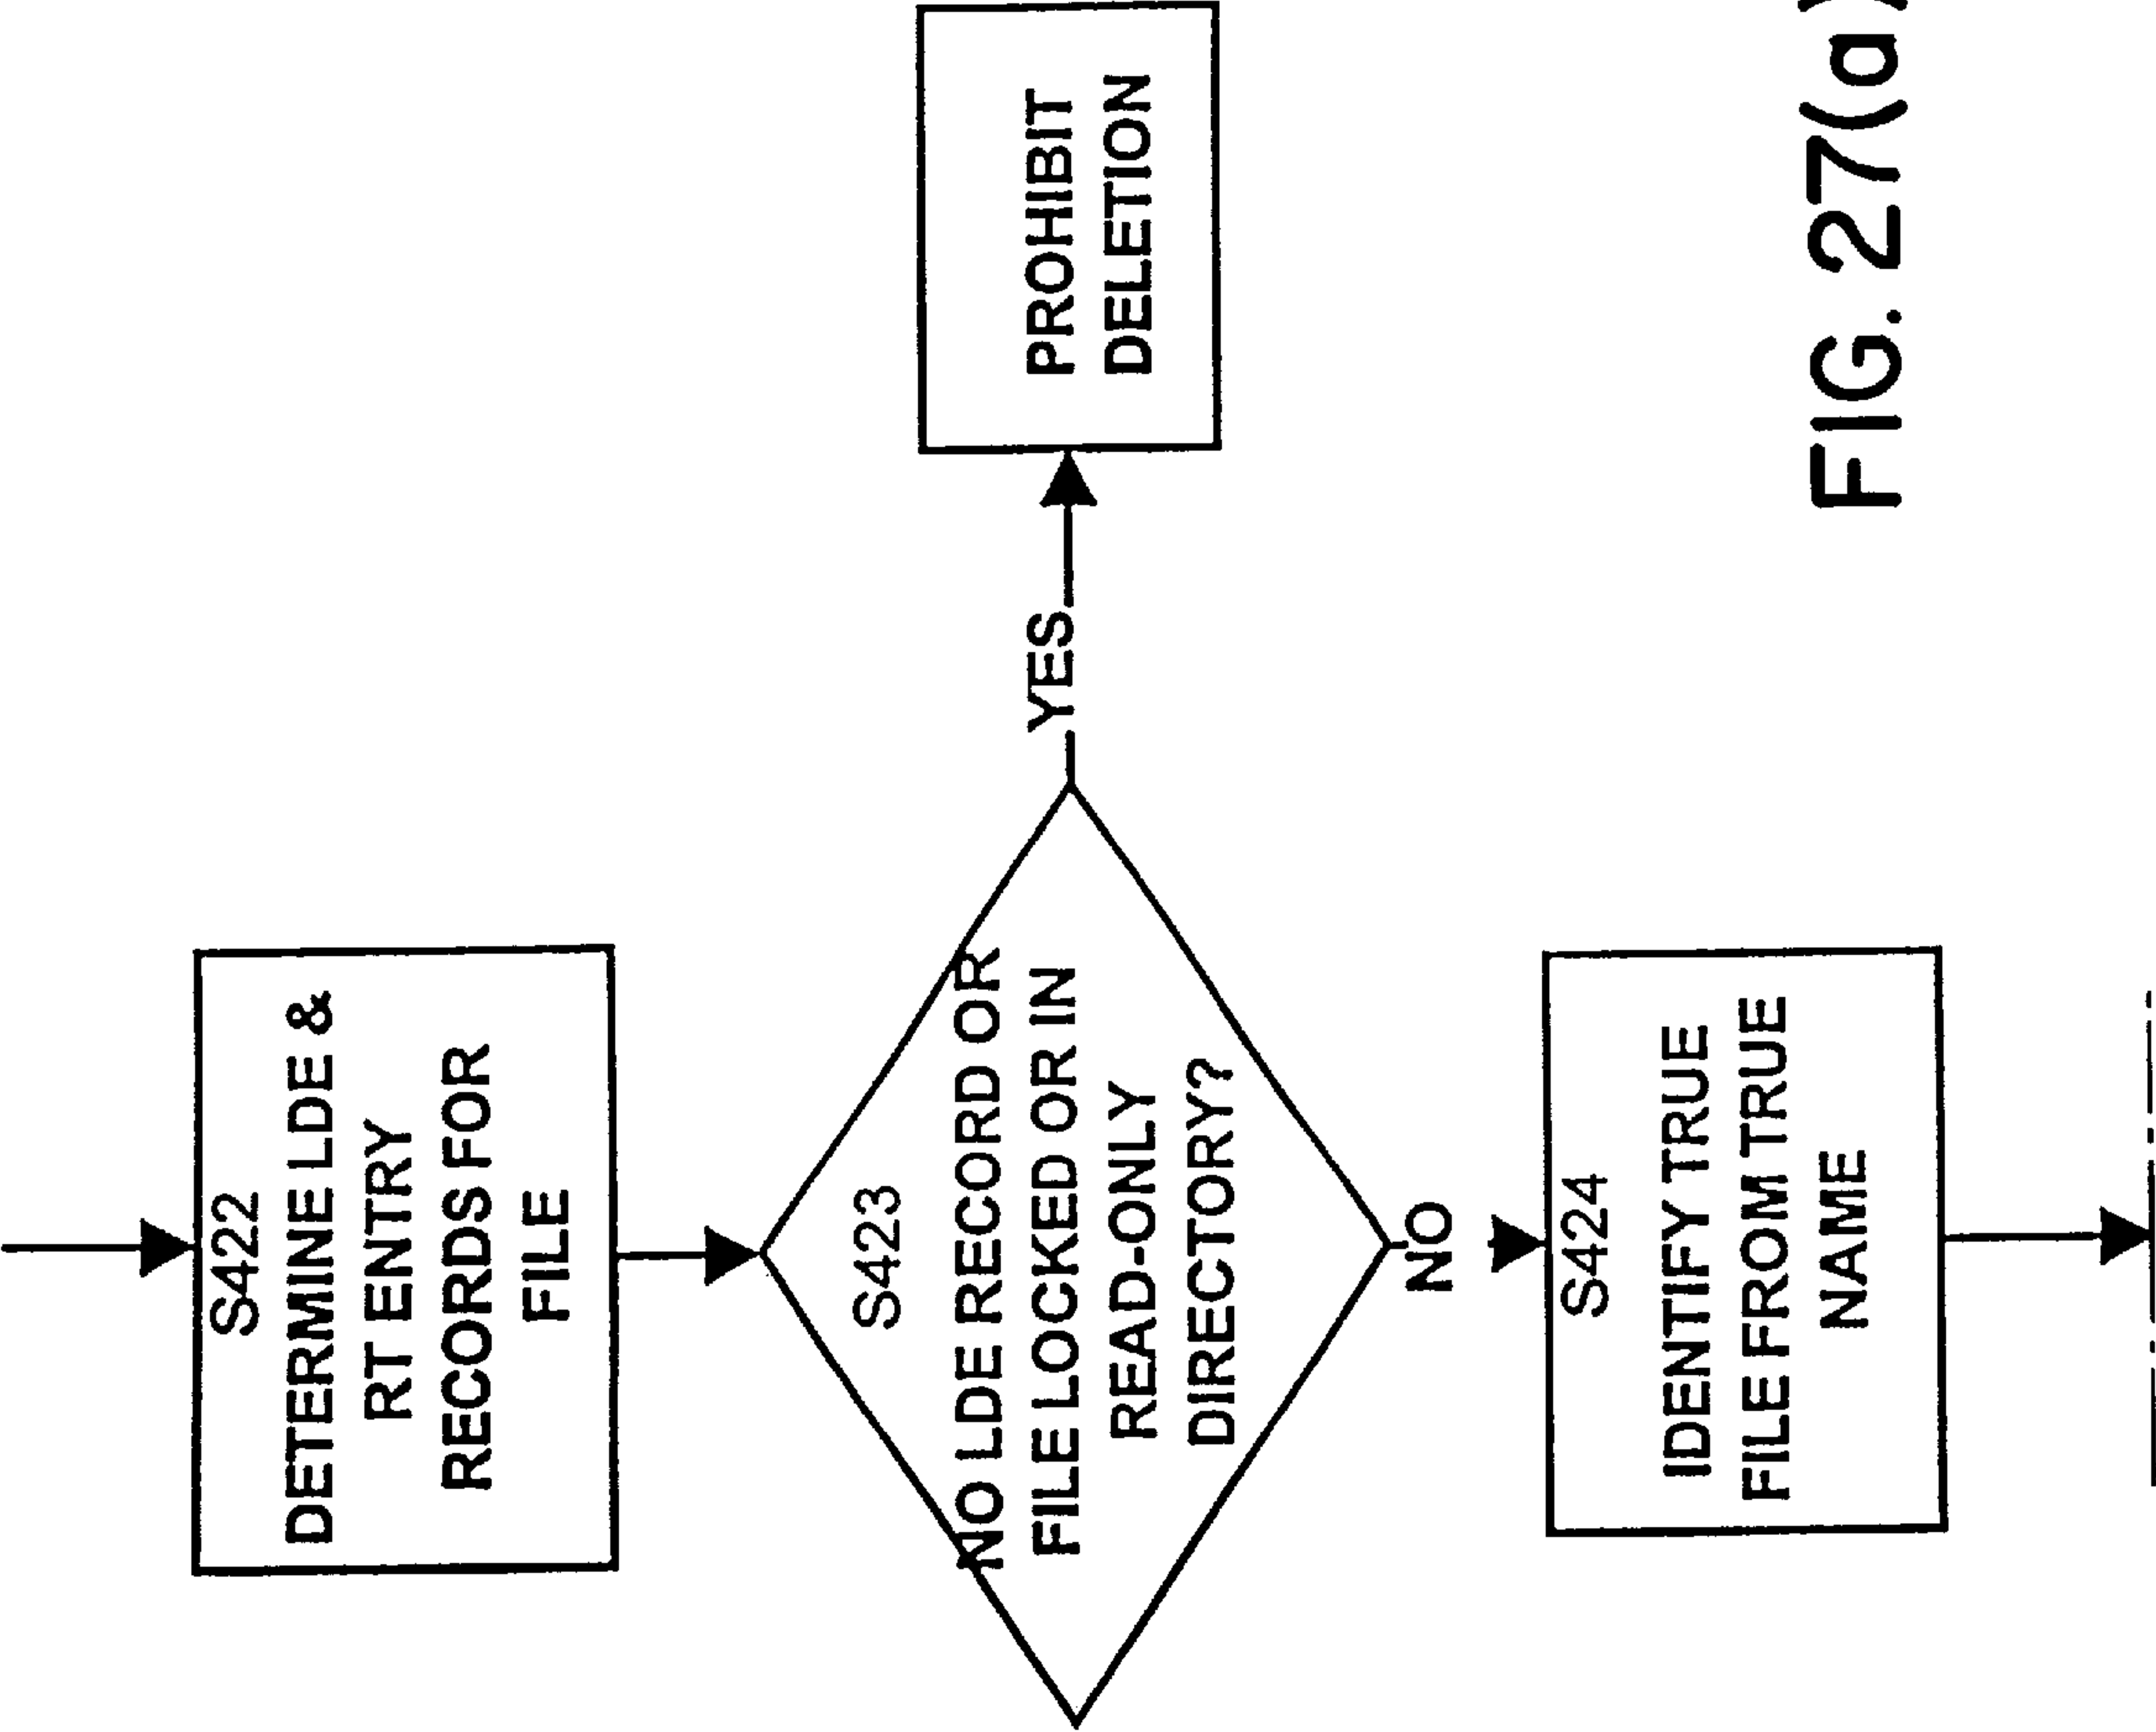 S422
DETERMINE LDE &
RT ENTRY
RECORDS FOR
FILE
S423
NO LDE RECORD OR
FILE LOCKED OR IN
READ-ONLY
DIRECTORY?
YES
PROHIBIT
DELETION
NO
S424
IDENTIFY TRUE
FILE FROM TRUE
NAME
FIG. 27(a)